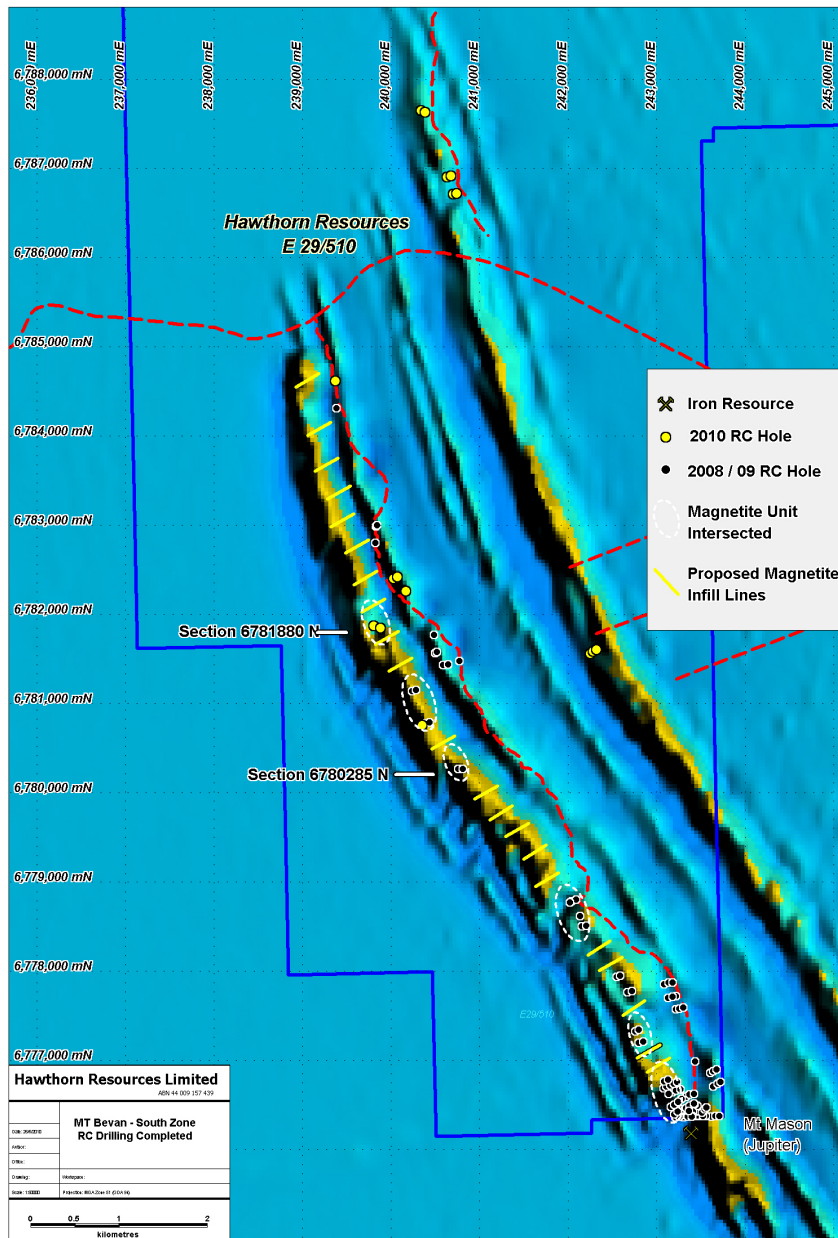 236,000 mE
237,000 mE
238,000 mE
239,000 mE
240,000 mE
241,000 mE
242,000 mE
243,000 mE
244,000 mE
245,000 mE
6,788,000 mN
6,787,000 mN
6,786,000 mN
6,785,000 mN
6,784,000 mN
6,783,000 mN
6,782,000 mN
6,781,000 mN
6,780,000 mN
6,779,000 mN
6,778,000 mN
6,777,000 mN
Hawthorn Resources
E 29/510
Iron Resource
2010 RC Hole
2008 / 09 RC Hole
Magnetite Unit
Intersected
Proposed Magnetite
Infill Lines
Section 6781880 N
Section 6780285 N
E29/510
Mt Mason
(Jupiter)
Hawthorn Resources Limited
ABN 44 009 157 439
MT Bevan - South Zone
RC Drilling Completed
Date:
Author:
Office:
Drawing:
Workspace:
Scale:
Projection: MGA Zone 51 (GDA 94)
0 0.5 1 2
kilometres